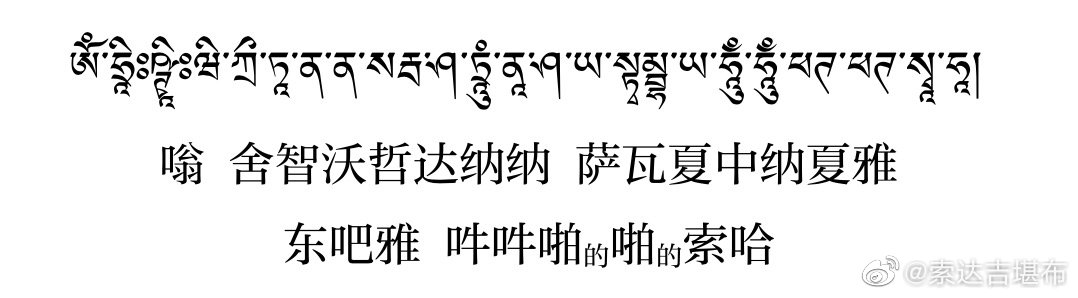 ཨོཾ་ཧྲཱིཿཥྚྲཱིཿཝི་ཀྲྀ་ཏཱ་ན་ན་ས་རྦ་ཤ་ཏྲཱུྃ་ནཱ་ཤ་ཡ་སྟམྦྷ་ཡ་ཧཱུྃ་ཧཱུྃ་ཕཊ་ཕཊ་སྭཱ་ཧཱ།
嗡 舍智沃哲达纳纳 萨瓦夏中纳夏雅
东吧雅 吽吽啪的啪的索哈
@索达吉堪布